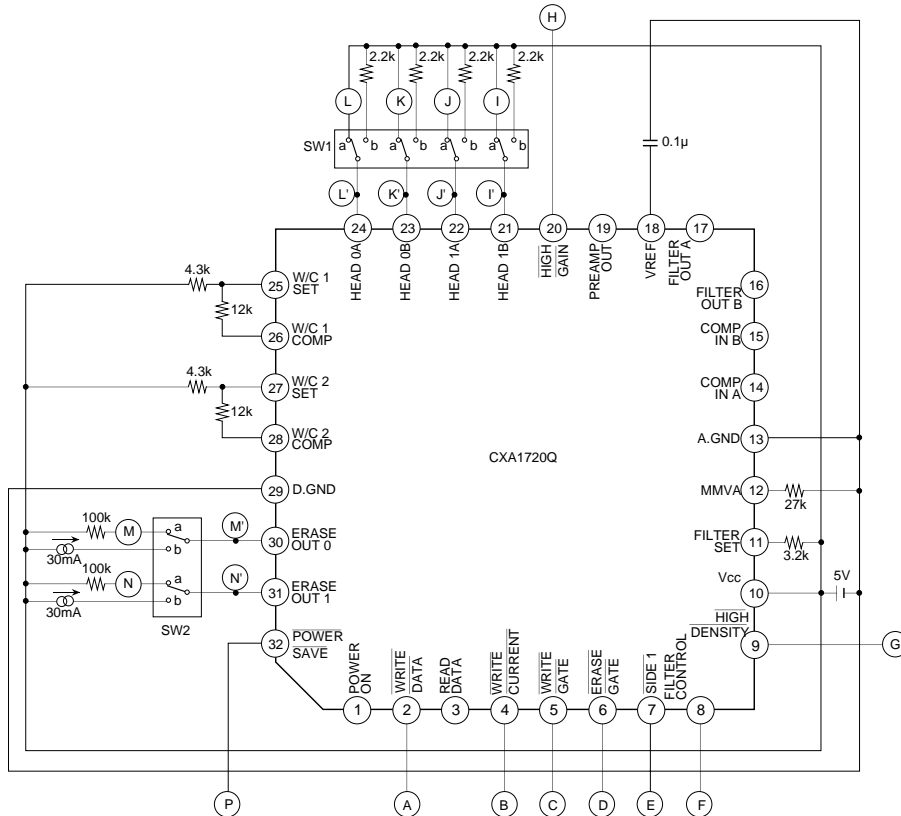 H
2.2k 2.2k 2.2k 2.2k
L K J I
SW1 a b a b a b a b
0.1µ
L' K' J' I'
24 23 22 21 20 19 18 17
HEAD 0A
HEAD 0B
HEAD 1A
HEAD 1B
HIGH
GAIN
PREAMP
OUT
VREF
FILTER
OUT A
4.3k
25 W/C 1
SET
12k
26 W/C 1
COMP
4.3k
27 W/C 2
SET
12k
28 W/C 2
COMP
29 D.GND
100k
M
a
b
M'
30 ERASE
OUT 0
30mA
100k
N
a
b
N'
31 ERASE
OUT 1
30mA
SW2
32 POWER
SAVE
CXA1720Q
16
FILTER
OUT B
COMP
IN B
15
COMP
IN A
14
A.GND 13
MMVA 12
27k
FILTER
SET
11
3.2k
Vcc 10
5V
HIGH
DENSITY
9
G
POWER
ON
WRITE
DATA
READ
DATA
WRITE
CURRENT
WRITE
GATE
ERASE
GATE
SIDE 1
FILTER
CONTROL
1 2 3 4 5 6 7 8
P A B C D E F